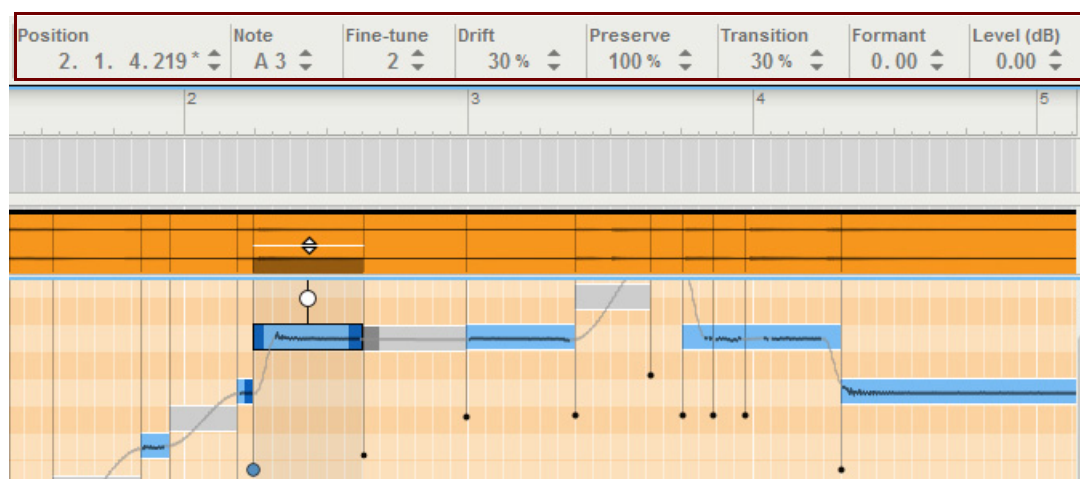 Position Note Fine-tune Drift Preserve Transition Formant Level (dB)
2. 1. 4.219 * A 3 2 30 % 100 % 30 % 0.00 0.00
2 3 4 5